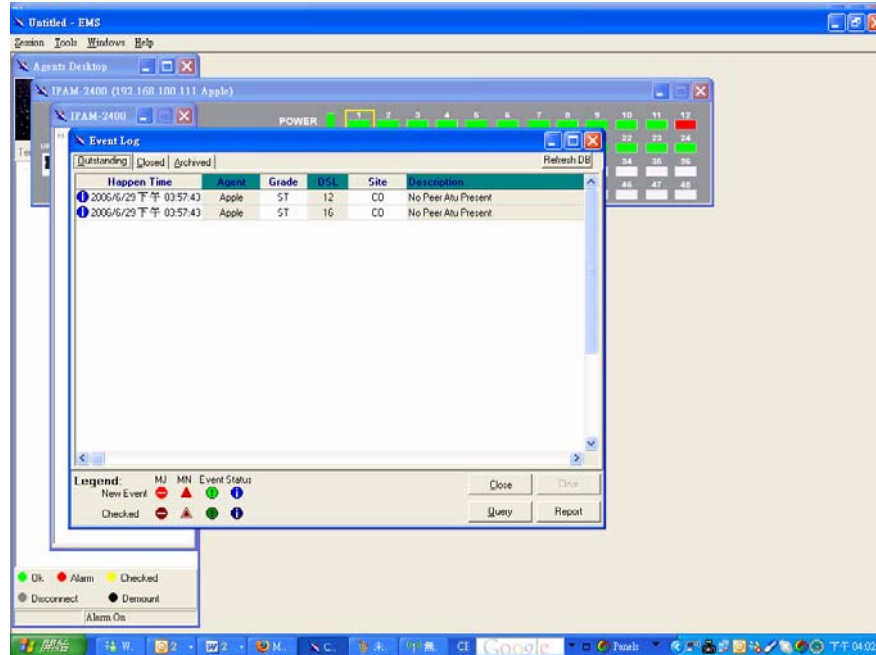 Untitled - EMS
Session Tools Windows Help
Agents Desktop
IPAM-2400 (192.168.100.111 Apple)
IPAM-2400
POWER 1 2 3 4 5 6 7 8 9 10 11 12
22 23 24
34 35 36
46 47 48
Event Log
Outstanding Closed Archived Refresh DB
Happen Time Agent Grade DSL Site Description
2006/6/29 下午 03:57:43 Apple ST 12 CO No Peer Atu Present
2006/6/29 下午 03:57:43 Apple ST 16 CO No Peer Atu Present
Legend: MJ MN Event Status
New Event
Checked
Close Clear
Query Report
Ok Alarm Checked
Disconnect Demount
Alarm On
開始 W. 2 2 M.. C.. 未. 無. CE Google Panels 下午 04:02